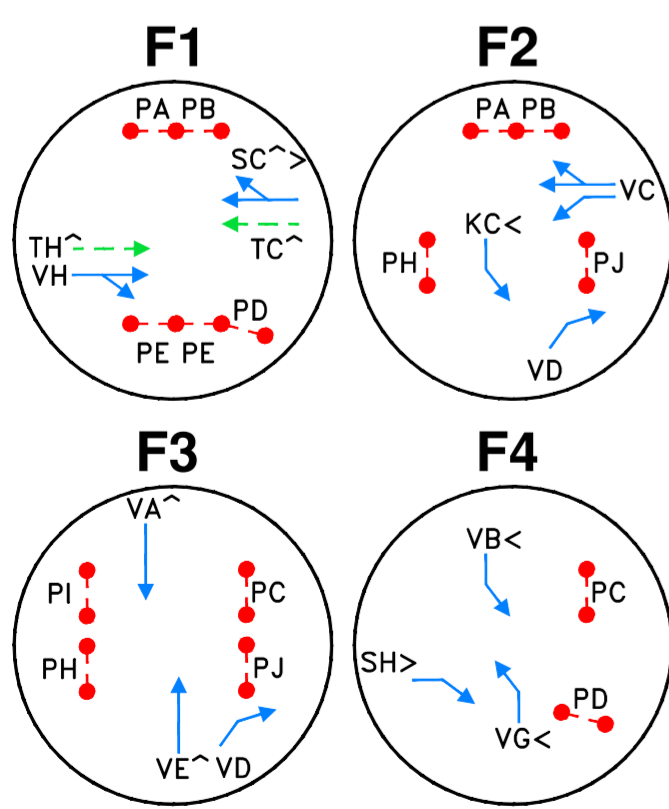 F1
PA PB
SC^>
TH^
TC^
VH
PD
PE PE
F2
PA PB
VC
KC<
PH
PJ
VD
F3
VA^
PI
PC
PH
PJ
VE^ VD
F4
VB<
PC
SH>
PD
VG<